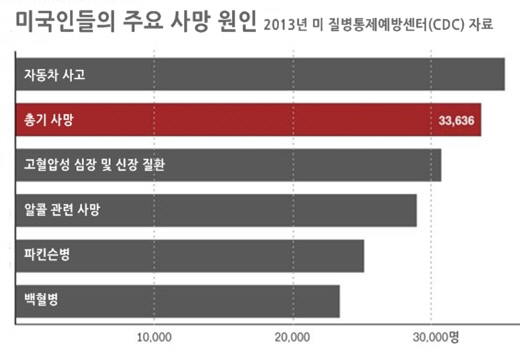 미국인들의 주요 사망 원인 2013년 미 질병통제예방센터(CDC) 자료
자동차 사고
총기 사망 33,636
고혈압성 심장 및 신장 질환
알콜 관련 사망
파킨슨병
백혈병
10,000 20,000 30,000명